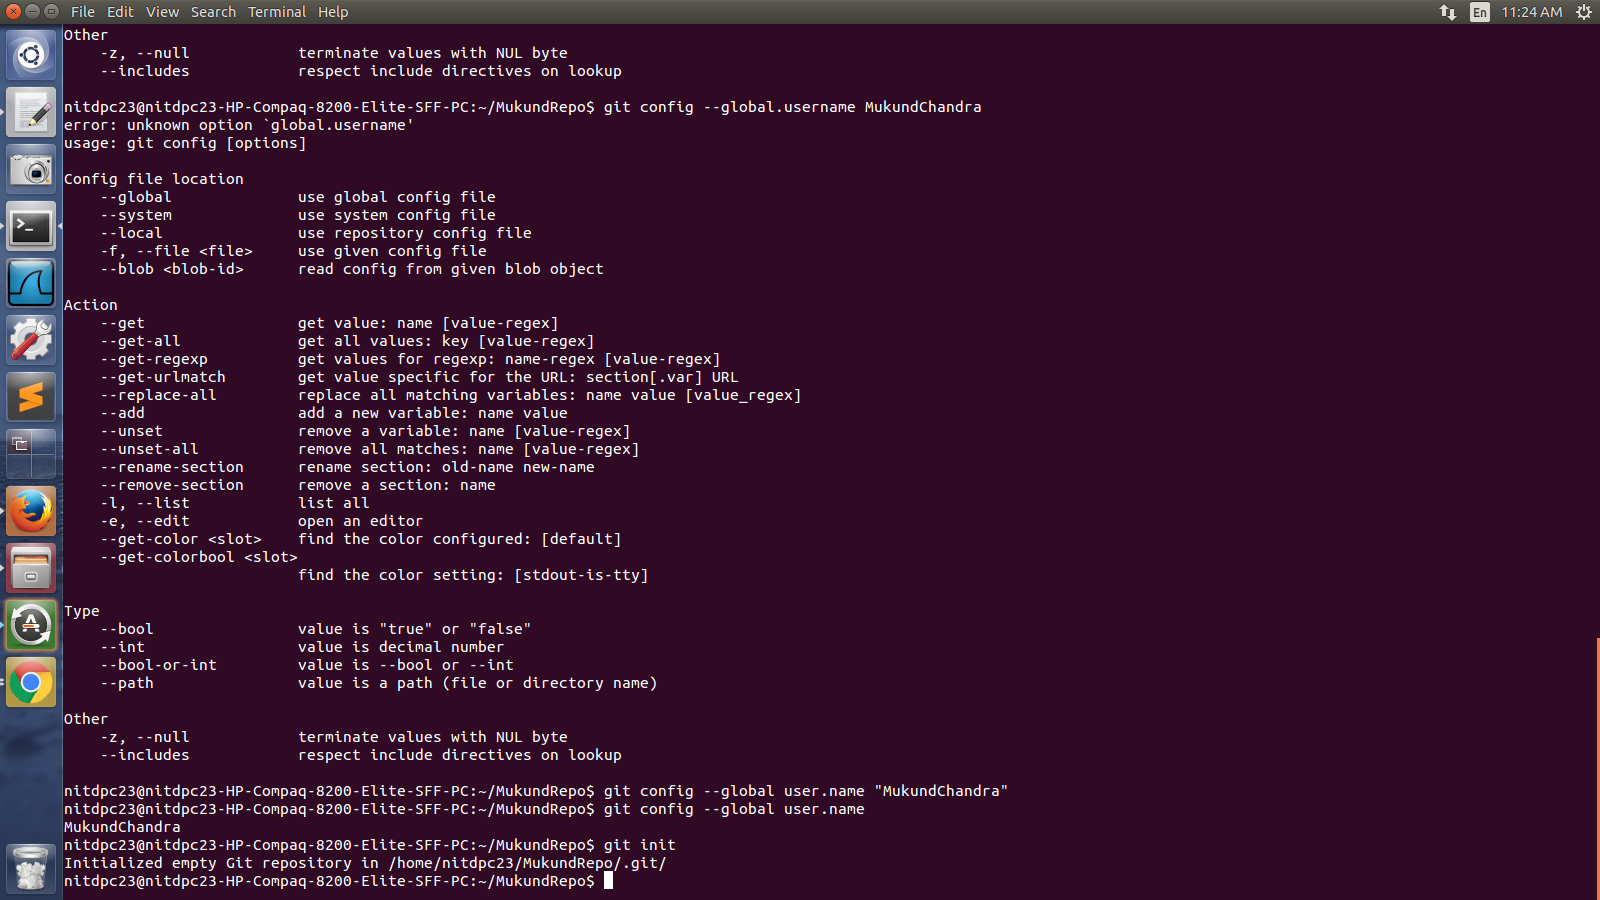 File Edit View Search Terminal Help En 11:24 AM
Other
-z, --null terminate values with NUL byte
--includes respect include directives on lookup
nitdpc23@nitdpc23-HP-Compaq-8200-Elite-SFF-PC:~/MukundRepo$ git config --global.username MukundChandra
error: unknown option `global.username'
usage: git config [options]
Config file location
--global use global config file
--system use system config file
--local use repository config file
-f, --file <file> use given config file
--blob <blob-id> read config from given blob object
Action
--get get value: name [value-regex]
--get-all get all values: key [value-regex]
--get-regexp get values for regexp: name-regex [value-regex]
--get-urlmatch get value specific for the URL: section[.var] URL
--replace-all replace all matching variables: name value [value_regex]
--add add a new variable: name value
--unset remove a variable: name [value-regex]
--unset-all remove all matches: name [value-regex]
--rename-section rename section: old-name new-name
--remove-section remove a section: name
-l, --list list all
-e, --edit open an editor
--get-color <slot> find the color configured: [default]
--get-colorbool <slot>
find the color setting: [stdout-is-tty]
Type
--bool value is "true" or "false"
--int value is decimal number
--bool-or-int value is --bool or --int
--path value is a path (file or directory name)
Other
-z, --null terminate values with NUL byte
--includes respect include directives on lookup
nitdpc23@nitdpc23-HP-Compaq-8200-Elite-SFF-PC:~/MukundRepo$ git config --global user.name "MukundChandra"
nitdpc23@nitdpc23-HP-Compaq-8200-Elite-SFF-PC:~/MukundRepo$ git config --global user.name
MukundChandra
nitdpc23@nitdpc23-HP-Compaq-8200-Elite-SFF-PC:~/MukundRepo$ git init
Initialized empty Git repository in /home/nitdpc23/MukundRepo/.git/
nitdpc23@nitdpc23-HP-Compaq-8200-Elite-SFF-PC:~/MukundRepo$